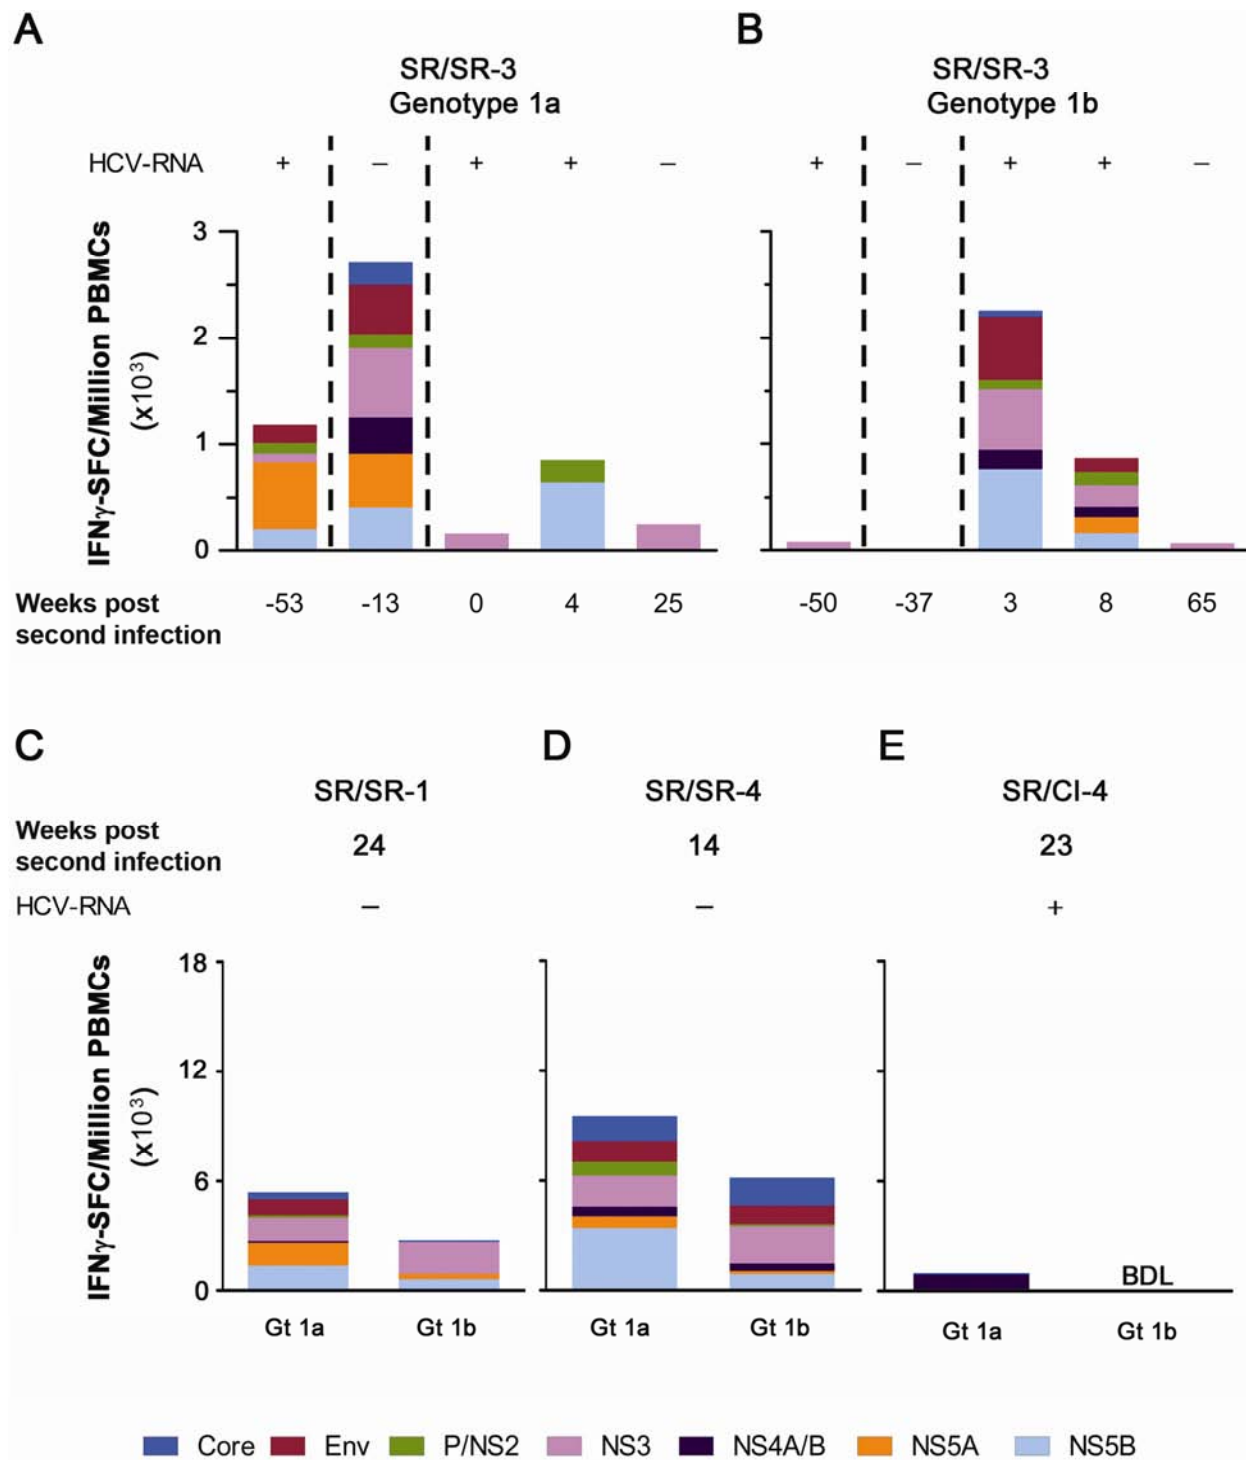 A
B
SR/SR-3
Genotype 1a
SR/SR-3
Genotype 1b
HCV-RNA + – + + – + – + + –
IFNγ-SFC/Million PBMCs
(x10³)
3
2
1
0
Weeks post
second infection
-53 -13 0 4 25
-50 -37 3 8 65
C
D
E
SR/SR-1
SR/SR-4
SR/CI-4
Weeks post
second infection
24 14 23
HCV-RNA – – +
IFNγ-SFC/Million PBMCs
(x10³)
18
12
6
0
BDL
Gt 1a Gt 1b Gt 1a Gt 1b Gt 1a Gt 1b
Core Env P/NS2 NS3 NS4A/B NS5A NS5B